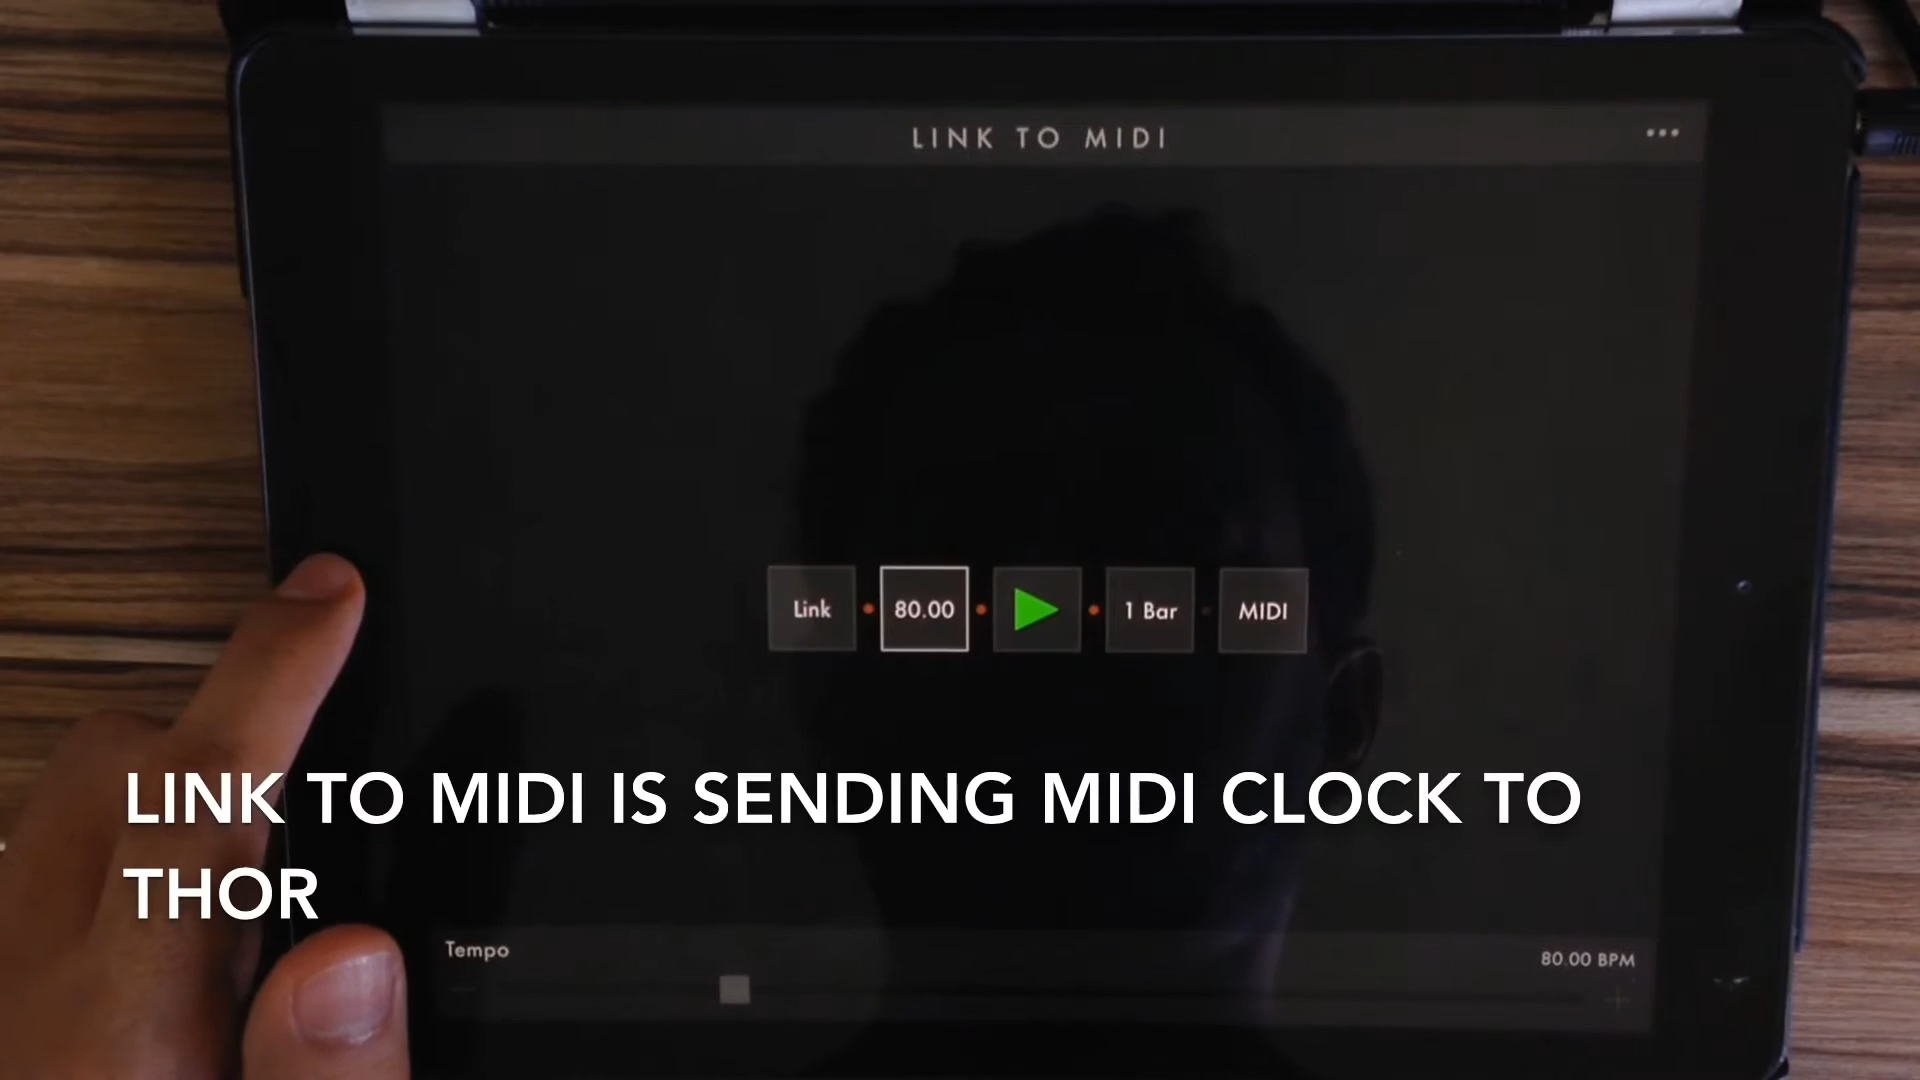 LINK TO MIDI
Link
80.00
1 Bar
MIDI
LINK TO MIDI IS SENDING MIDI CLOCK TO
THOR
Tempo
80.00 BPM